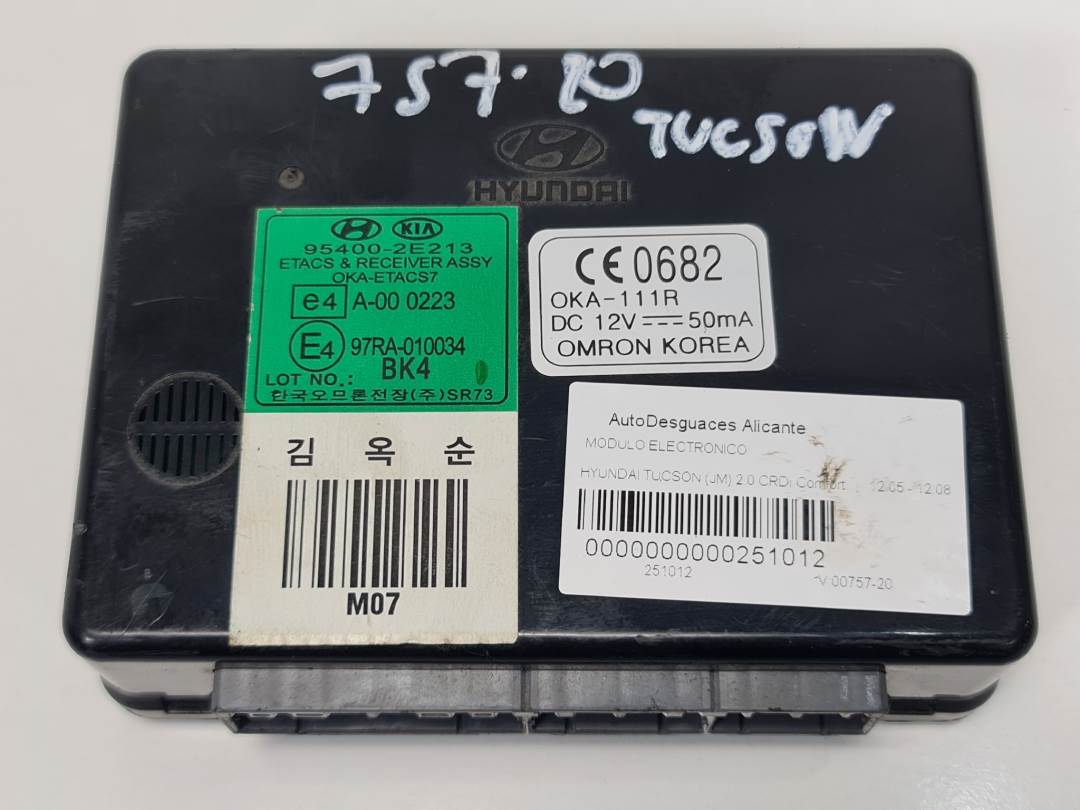 757-20
TUCSON
HYUNDAI
KIA
95400-2E213
ETACS & RECEIVER ASSY
OKA-ETACS7
e4 A-00 0223
E4 97RA-010034
LOT NO.: BK4
한국오므론전장(주)SR73
김 옥 순
M07
CE0682
OKA-111R
DC 12V 50mA
OMRON KOREA
AutoDesguaces Alicante
MODULO ELECTRONICO
HYUNDAI TUCSON (JM) 2.0 CRDi Comfort 12.05 - 12.08
0000000000251012
251012
V 00757-20